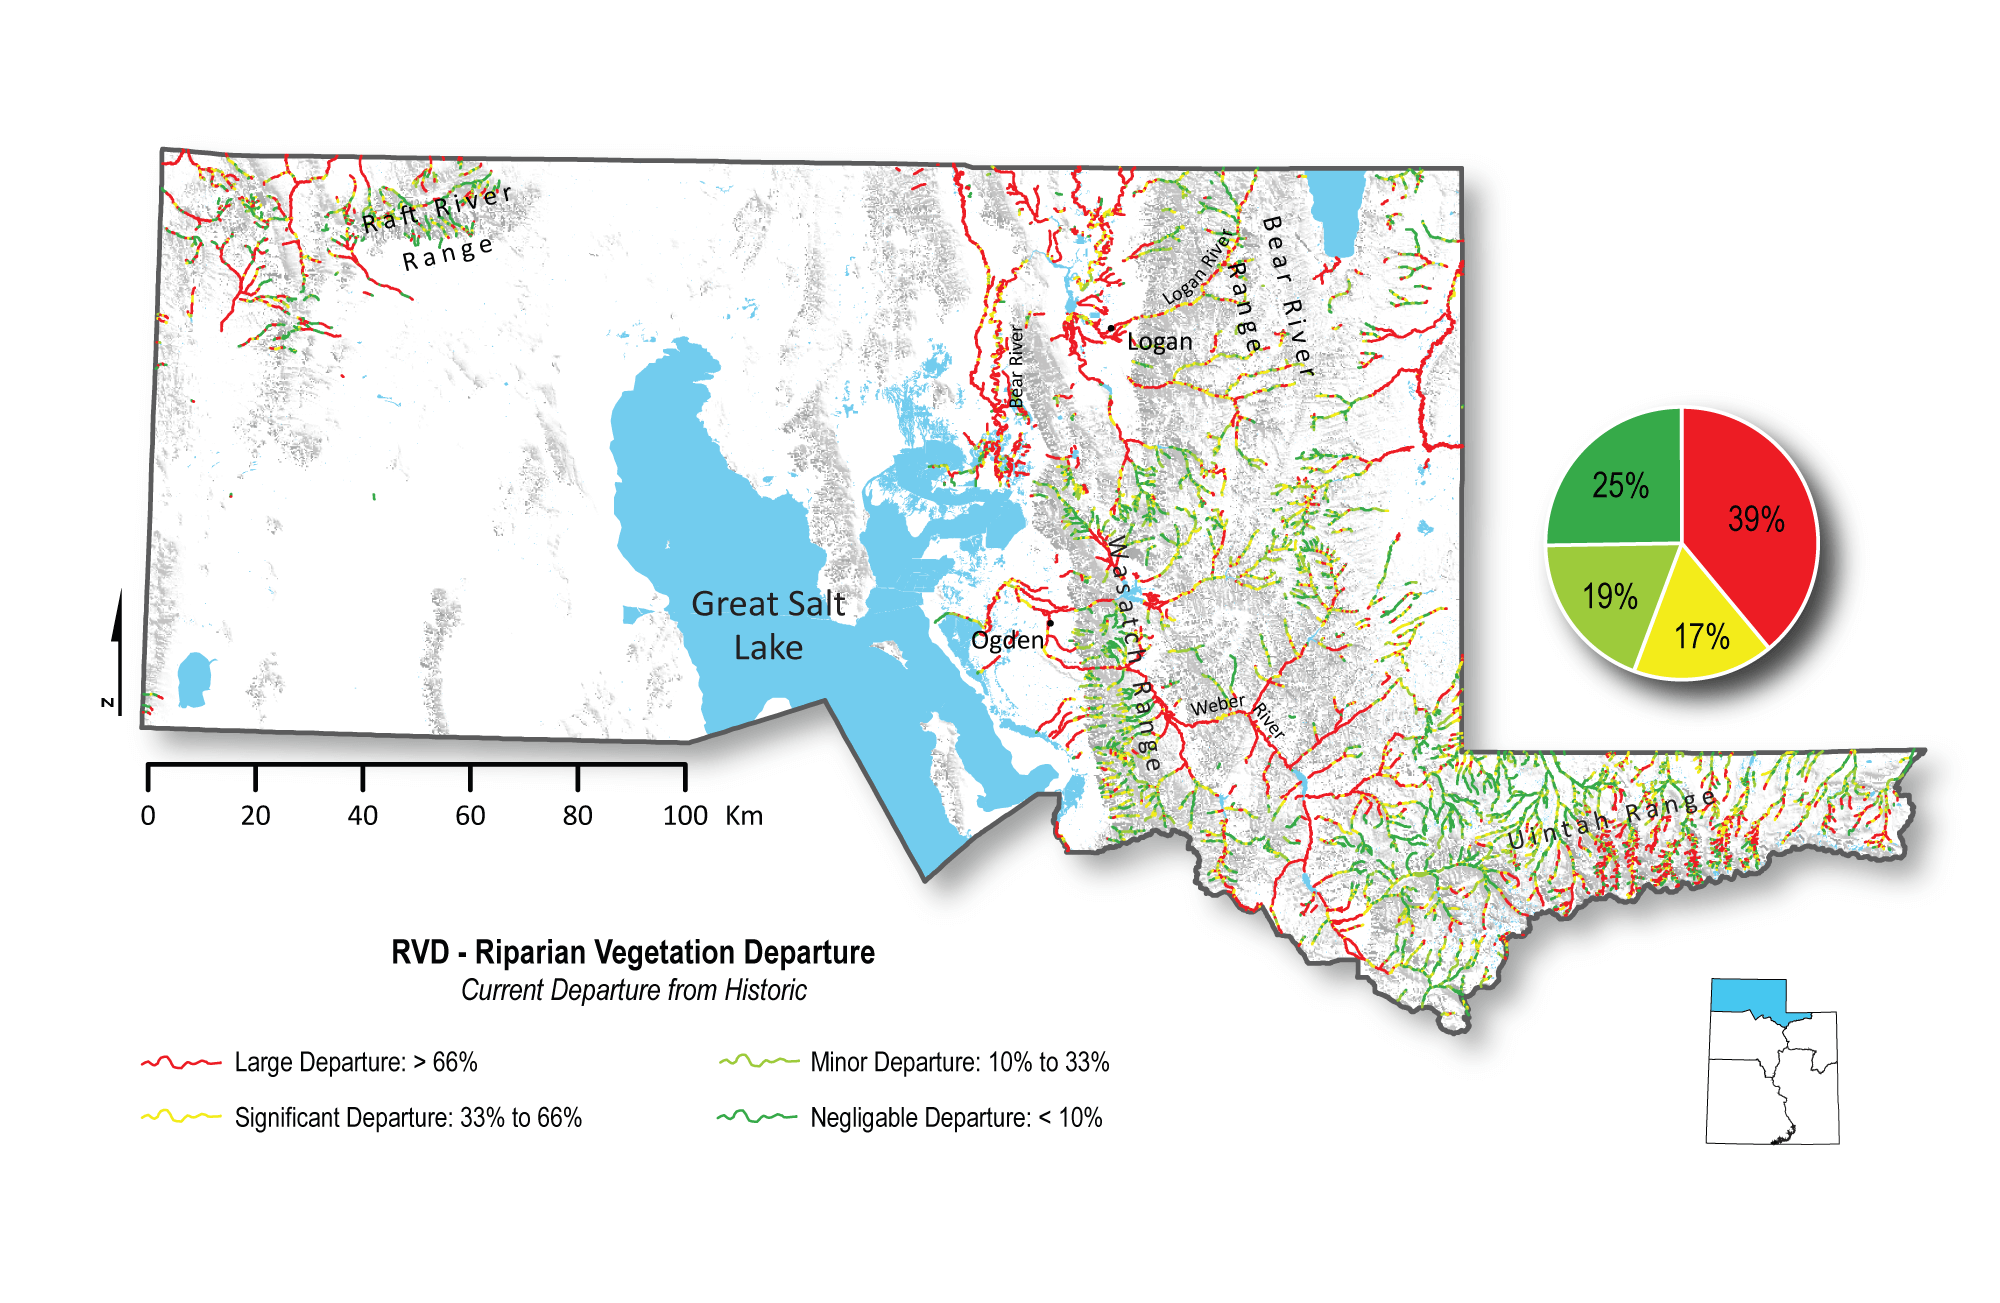 Raft River
Range
Logan River
Bear River
Range
Logan
Bear River
Great Salt
Lake
Ogden
Wasatch Range
Weber
River
Uintah Range
25%
39%
19%
17%
N
0 20 40 60 80 100 Km
RVD - Riparian Vegetation Departure
Current Departure from Historic
Large Departure: > 66%
Minor Departure: 10% to 33%
Significant Departure: 33% to 66%
Negligable Departure: < 10%